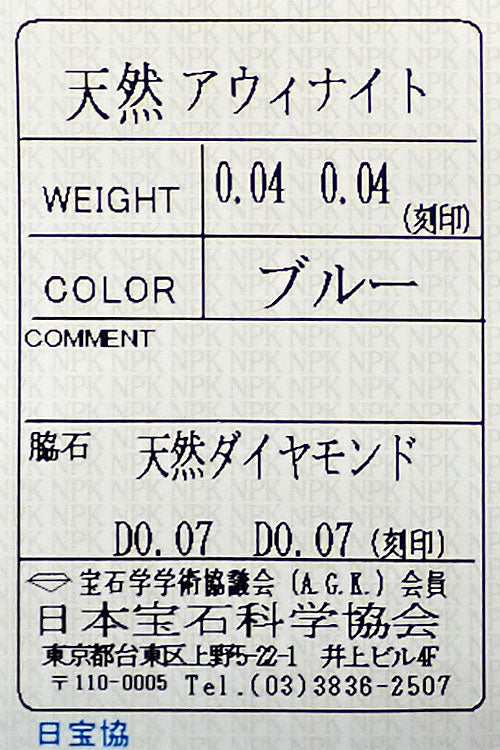 天然 アウィナイト
WEIGHT 0.04 0.04 (刻印)
COLOR ブルー
COMMENT
脇石 天然ダイヤモンド
D0.07 D0.07 (刻印)
宝石学学術協議会 (A.G.K.) 会員
日本宝石科学協会
東京都台東区上野5-22-1 井上ビル4F
〒110-0005 Tel.(03)3836-2507
日宝協